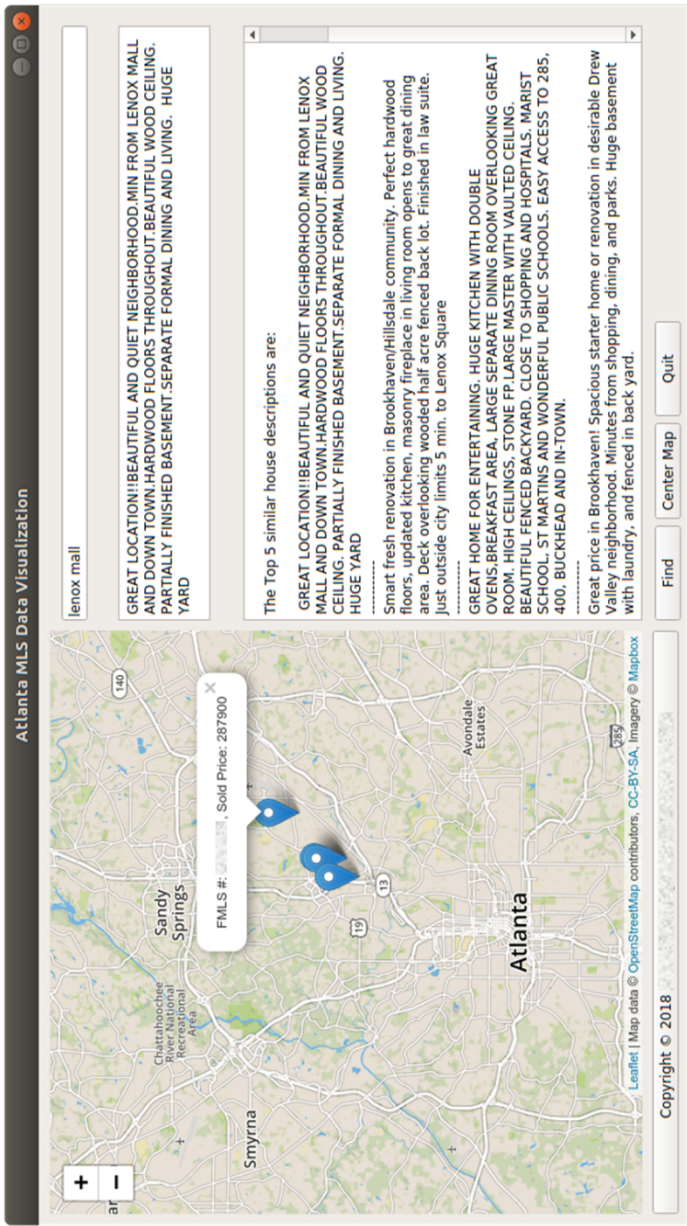 Atlanta MLS Data Visualization
+
−
ar
140
Sandy
Springs
Chattahoochee
River National
Recreational
Area
FMLS #: , Sold Price: 287900
×
Smyrna
19
13
Avondale
Estates
Atlanta
285
Leaflet | Map data © OpenStreetMap contributors, CC-BY-SA, Imagery © Mapbox
lenox mall
GREAT LOCATION!!BEAUTIFUL AND QUIET NEIGHBORHOOD.MIN FROM LENOX MALL
AND DOWN TOWN.HARDWOOD FLOORS THROUGHOUT.BEAUTIFUL WOOD CEILING.
PARTIALLY FINISHED BASEMENT.SEPARATE FORMAL DINING AND LIVING. HUGE
YARD
The Top 5 similar house descriptions are:
GREAT LOCATION!!BEAUTIFUL AND QUIET NEIGHBORHOOD.MIN FROM LENOX
MALL AND DOWN TOWN.HARDWOOD FLOORS THROUGHOUT.BEAUTIFUL WOOD
CEILING. PARTIALLY FINISHED BASEMENT.SEPARATE FORMAL DINING AND LIVING.
HUGE YARD
----------
Smart fresh renovation in Brookhaven/Hillsdale community. Perfect hardwood
floors, updated kitchen, masonry fireplace in living room opens to great dining
area. Deck overlooking wooded half acre fenced back lot. Finished in law suite.
Just outside city limits 5 min. to Lenox Square
----------
GREAT HOME FOR ENTERTAINING. HUGE KITCHEN WITH DOUBLE
OVENS,BREAKFAST AREA, LARGE SEPARATE DINING ROOM OVERLOOKING GREAT
ROOM. HIGH CEILINGS, STONE FP.LARGE MASTER WITH VAULTED CEILING.
BEAUTIFUL FENCED BACKYARD. CLOSE TO SHOPPING AND HOSPITALS. MARIST
SCHOOL, ST MARTINS AND WONDERFUL PUBLIC SCHOOLS. EASY ACCESS TO 285,
400, BUCKHEAD AND IN-TOWN.
----------
Great price in Brookhaven! Spacious starter home or renovation in desirable Drew
Valley neighborhood. Minutes from shopping, dining, and parks. Huge basement
with laundry, and fenced in back yard.
Copyright © 2018
Find
Center Map
Quit